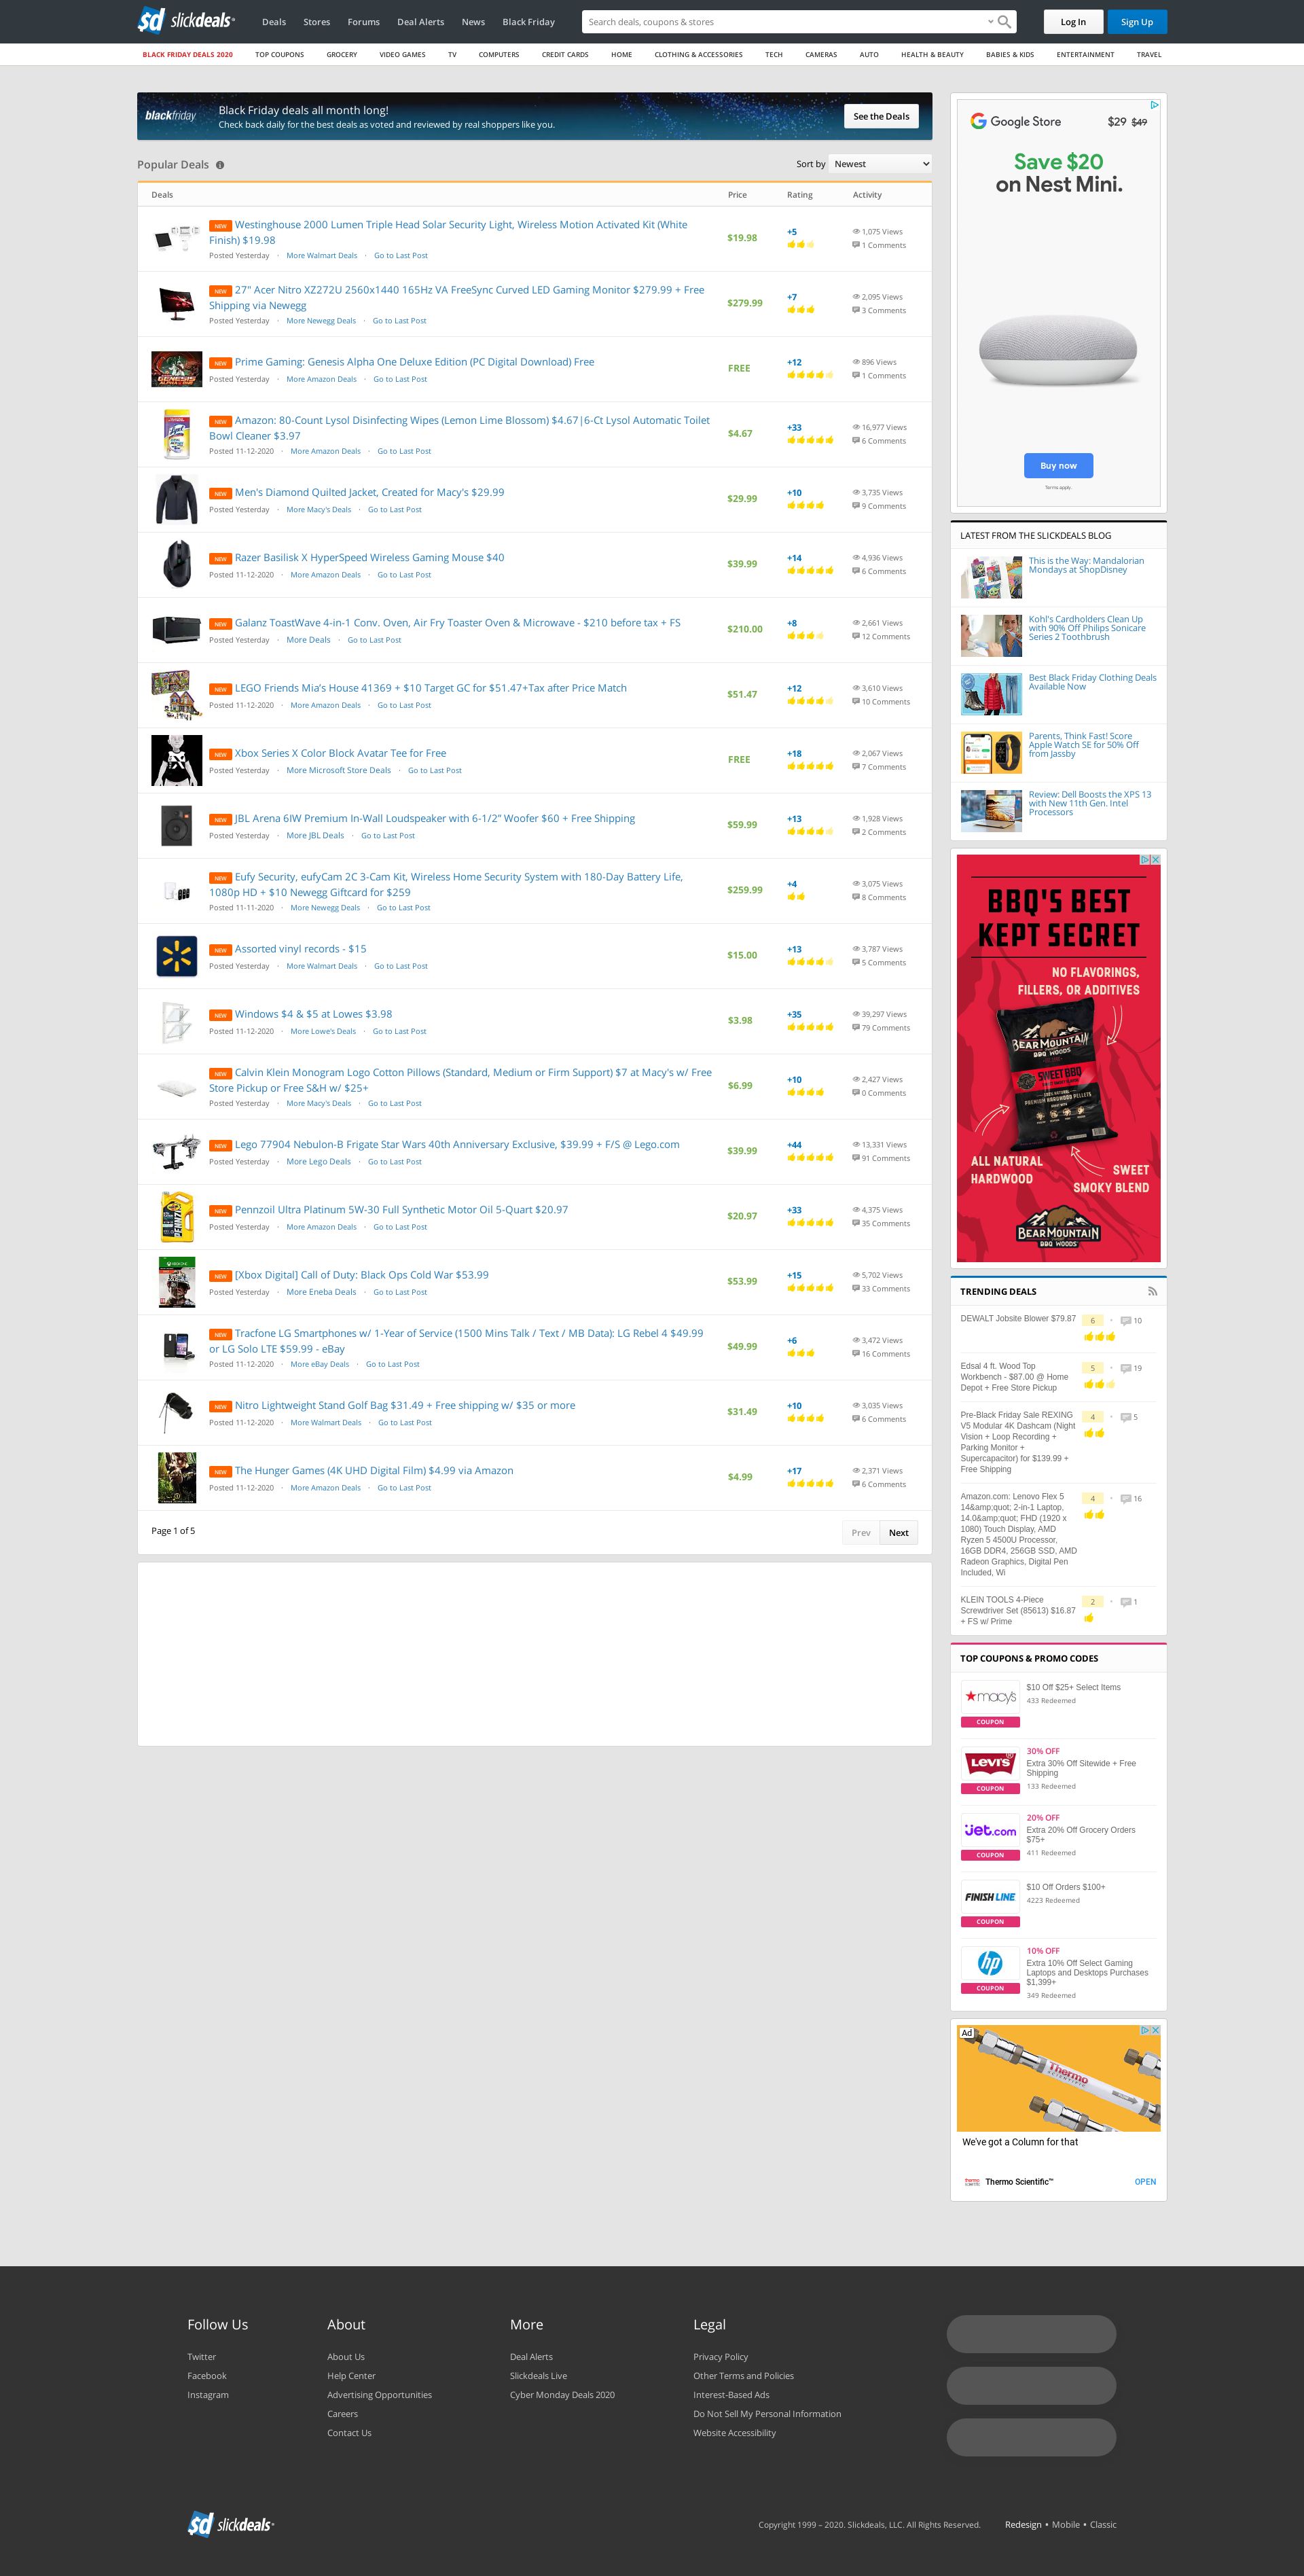 sd slickdeals
Deals Stores Forums Deal Alerts News Black Friday
Search deals, coupons & stores
Log In Sign Up
BLACK FRIDAY DEALS 2020 TOP COUPONS GROCERY VIDEO GAMES TV COMPUTERS CREDIT CARDS HOME CLOTHING & ACCESSORIES TECH CAMERAS AUTO HEALTH & BEAUTY BABIES & KIDS ENTERTAINMENT TRAVEL
blackfriday
Black Friday deals all month long!
Check back daily for the best deals as voted and reviewed by real shoppers like you.
See the Deals
Popular Deals
Sort by Newest
Deals Price Rating Activity
NEW Westinghouse 2000 Lumen Triple Head Solar Security Light, Wireless Motion Activated Kit (White
Finish) $19.98
Posted Yesterday · More Walmart Deals · Go to Last Post
$19.98 +5 1,075 Views
1 Comments
NEW 27" Acer Nitro XZ272U 2560x1440 165Hz VA FreeSync Curved LED Gaming Monitor $279.99 + Free
Shipping via Newegg
Posted Yesterday · More Newegg Deals · Go to Last Post
$279.99 +7 2,095 Views
3 Comments
NEW Prime Gaming: Genesis Alpha One Deluxe Edition (PC Digital Download) Free
Posted Yesterday · More Amazon Deals · Go to Last Post
FREE +12 896 Views
1 Comments
NEW Amazon: 80-Count Lysol Disinfecting Wipes (Lemon Lime Blossom) $4.67|6-Ct Lysol Automatic Toilet
Bowl Cleaner $3.97
Posted 11-12-2020 · More Amazon Deals · Go to Last Post
$4.67 +33 16,977 Views
6 Comments
NEW Men's Diamond Quilted Jacket, Created for Macy's $29.99
Posted Yesterday · More Macy's Deals · Go to Last Post
$29.99 +10 3,735 Views
9 Comments
NEW Razer Basilisk X HyperSpeed Wireless Gaming Mouse $40
Posted 11-12-2020 · More Amazon Deals · Go to Last Post
$39.99 +14 4,936 Views
6 Comments
NEW Galanz ToastWave 4-in-1 Conv. Oven, Air Fry Toaster Oven & Microwave - $210 before tax + FS
Posted Yesterday · More Deals · Go to Last Post
$210.00 +8 2,661 Views
12 Comments
NEW LEGO Friends Mia's House 41369 + $10 Target GC for $51.47+Tax after Price Match
Posted 11-12-2020 · More Amazon Deals · Go to Last Post
$51.47 +12 3,610 Views
10 Comments
NEW Xbox Series X Color Block Avatar Tee for Free
Posted Yesterday · More Microsoft Store Deals · Go to Last Post
FREE +18 2,067 Views
7 Comments
NEW JBL Arena 6IW Premium In-Wall Loudspeaker with 6-1/2" Woofer $60 + Free Shipping
Posted Yesterday · More JBL Deals · Go to Last Post
$59.99 +13 1,928 Views
2 Comments
NEW Eufy Security, eufyCam 2C 3-Cam Kit, Wireless Home Security System with 180-Day Battery Life,
1080p HD + $10 Newegg Giftcard for $259
Posted 11-11-2020 · More Newegg Deals · Go to Last Post
$259.99 +4 3,075 Views
8 Comments
NEW Assorted vinyl records - $15
Posted Yesterday · More Walmart Deals · Go to Last Post
$15.00 +13 3,787 Views
5 Comments
NEW Windows $4 & $5 at Lowes $3.98
Posted 11-12-2020 · More Lowe's Deals · Go to Last Post
$3.98 +35 39,297 Views
79 Comments
NEW Calvin Klein Monogram Logo Cotton Pillows (Standard, Medium or Firm Support) $7 at Macy's w/ Free
Store Pickup or Free S&H w/ $25+
Posted Yesterday · More Macy's Deals · Go to Last Post
$6.99 +10 2,427 Views
0 Comments
NEW Lego 77904 Nebulon-B Frigate Star Wars 40th Anniversary Exclusive, $39.99 + F/S @ Lego.com
Posted Yesterday · More Lego Deals · Go to Last Post
$39.99 +44 13,331 Views
91 Comments
NEW Pennzoil Ultra Platinum 5W-30 Full Synthetic Motor Oil 5-Quart $20.97
Posted Yesterday · More Amazon Deals · Go to Last Post
$20.97 +33 4,375 Views
35 Comments
NEW [Xbox Digital] Call of Duty: Black Ops Cold War $53.99
Posted Yesterday · More Eneba Deals · Go to Last Post
$53.99 +15 5,702 Views
33 Comments
NEW Tracfone LG Smartphones w/ 1-Year of Service (1500 Mins Talk / Text / MB Data): LG Rebel 4 $49.99
or LG Solo LTE $59.99 - eBay
Posted 11-12-2020 · More eBay Deals · Go to Last Post
$49.99 +6 3,472 Views
16 Comments
NEW Nitro Lightweight Stand Golf Bag $31.49 + Free shipping w/ $35 or more
Posted 11-12-2020 · More Walmart Deals · Go to Last Post
$31.49 +10 3,035 Views
6 Comments
NEW The Hunger Games (4K UHD Digital Film) $4.99 via Amazon
Posted 11-12-2020 · More Amazon Deals · Go to Last Post
$4.99 +17 2,371 Views
6 Comments
Page 1 of 5
Prev Next
Google Store $29 $49
Save $20
on Nest Mini.
Buy now
Terms apply.
LATEST FROM THE SLICKDEALS BLOG
This is the Way: Mandalorian
Mondays at ShopDisney
Kohl's Cardholders Clean Up
with 90% Off Philips Sonicare
Series 2 Toothbrush
Best Black Friday Clothing Deals
Available Now
Parents, Think Fast! Score
Apple Watch SE for 50% Off
from Jassby
Review: Dell Boosts the XPS 13
with New 11th Gen. Intel
Processors
BBQ'S BEST
KEPT SECRET
NO FLAVORINGS,
FILLERS, OR ADDITIVES
BEAR MOUNTAIN
BBQ WOODS
SWEET BBQ
ALL NATURAL
HARDWOOD
SWEET
SMOKY BLEND
BEAR MOUNTAIN
BBQ WOODS
TRENDING DEALS
DEWALT Jobsite Blower $79.87 6 • 10
Edsal 4 ft. Wood Top
Workbench - $87.00 @ Home
Depot + Free Store Pickup
5 • 19
Pre-Black Friday Sale REXING
V5 Modular 4K Dashcam (Night
Vision + Loop Recording +
Parking Monitor +
Supercapacitor) for $139.99 +
Free Shipping
4 • 5
Amazon.com: Lenovo Flex 5
14&amp;quot; 2-in-1 Laptop,
14.0&amp;quot; FHD (1920 x
1080) Touch Display, AMD
Ryzen 5 4500U Processor,
16GB DDR4, 256GB SSD, AMD
Radeon Graphics, Digital Pen
Included, Wi
4 • 16
KLEIN TOOLS 4-Piece
Screwdriver Set (85613) $16.87
+ FS w/ Prime
2 • 1
TOP COUPONS & PROMO CODES
macy's
COUPON
$10 Off $25+ Select Items
433 Redeemed
LEVI'S
COUPON
30% OFF
Extra 30% Off Sitewide + Free
Shipping
133 Redeemed
jet.com
COUPON
20% OFF
Extra 20% Off Grocery Orders
$75+
411 Redeemed
FINISH LINE
COUPON
$10 Off Orders $100+
4223 Redeemed
hp
COUPON
10% OFF
Extra 10% Off Select Gaming
Laptops and Desktops Purchases
$1,399+
349 Redeemed
Ad
Thermo
SCIENTIFIC
We've got a Column for that
Thermo Scientific™ OPEN
Follow Us
Twitter
Facebook
Instagram
About
About Us
Help Center
Advertising Opportunities
Careers
Contact Us
More
Deal Alerts
Slickdeals Live
Cyber Monday Deals 2020
Legal
Privacy Policy
Other Terms and Policies
Interest-Based Ads
Do Not Sell My Personal Information
Website Accessibility
sd slickdeals
Copyright 1999 – 2020. Slickdeals, LLC. All Rights Reserved.
Redesign • Mobile • Classic